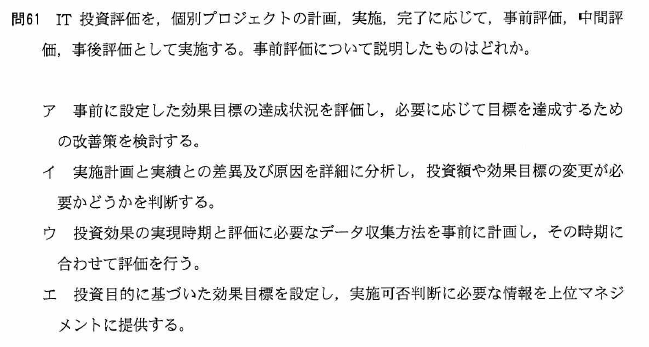 問61 IT 投資評価を，個別プロジェクトの計画，実施，完了に応じて，事前評価，中間評
価，事後評価として実施する。事前評価について説明したものはどれか。
ア 事前に設定した効果目標の達成状況を評価し，必要に応じて目標を達成するため
の改善策を検討する。
イ 実施計画と実績との差異及び原因を詳細に分析し，投資額や効果目標の変更が必
要かどうかを判断する。
ウ 投資効果の実現時期と評価に必要なデータ収集方法を事前に計画し，その時期に
合わせて評価を行う。
エ 投資目的に基づいた効果目標を設定し，実施可否判断に必要な情報を上位マネジ
メントに提供する。